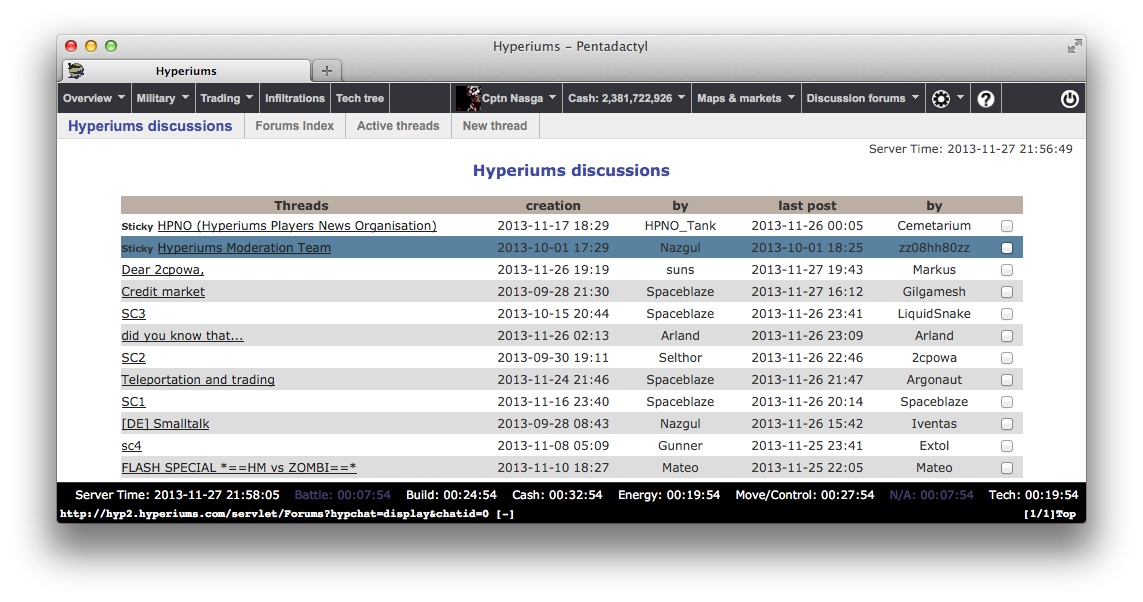 Hyperiums – Pentadactyl
Hyperiums
Overview Military Trading Infiltrations Tech tree Cptn Nasga Cash: 2,381,722,926 Maps & markets Discussion forums
Hyperiums discussions Forums Index Active threads New thread
Server Time: 2013-11-27 21:56:49
Hyperiums discussions
Threads creation by last post by
Sticky HPNO (Hyperiums Players News Organisation) 2013-11-17 18:29 HPNO_Tank 2013-11-26 00:05 Cemetarium
Sticky Hyperiums Moderation Team 2013-10-01 17:29 Nazgul 2013-10-01 18:25 zz08hh80zz
Dear 2cpowa, 2013-11-26 19:19 suns 2013-11-27 19:43 Markus
Credit market 2013-09-28 21:30 Spaceblaze 2013-11-27 16:12 Gilgamesh
SC3 2013-10-15 20:44 Spaceblaze 2013-11-26 23:41 LiquidSnake
did you know that... 2013-11-26 02:13 Arland 2013-11-26 23:09 Arland
SC2 2013-09-30 19:11 Selthor 2013-11-26 22:46 2cpowa
Teleportation and trading 2013-11-24 21:46 Spaceblaze 2013-11-26 21:47 Argonaut
SC1 2013-11-16 23:40 Spaceblaze 2013-11-26 20:14 Spaceblaze
[DE] Smalltalk 2013-09-28 08:43 Nazgul 2013-11-26 15:42 Iventas
sc4 2013-11-08 05:09 Gunner 2013-11-25 23:41 Extol
FLASH SPECIAL *==HM vs ZOMBI==* 2013-11-10 18:27 Mateo 2013-11-25 22:05 Mateo
Server Time: 2013-11-27 21:58:05 Battle: 00:07:54 Build: 00:24:54 Cash: 00:32:54 Energy: 00:19:54 Move/Control: 00:27:54 N/A: 00:07:54 Tech: 00:19:54
http://hyp2.hyperiums.com/servlet/Forums?hypchat=display&chatid=0 [-] [1/1]Top